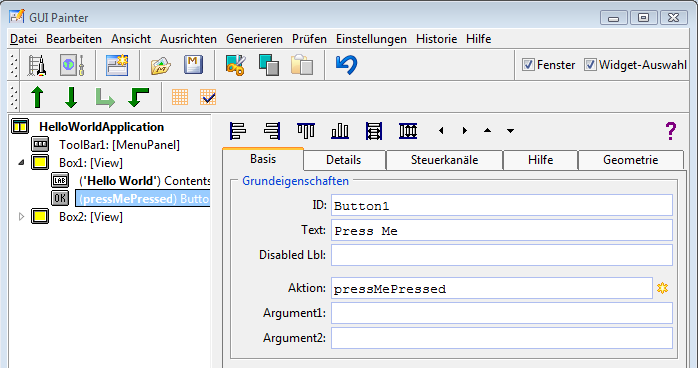 GUI Painter
Datei Bearbeiten Ansicht Ausrichten Generieren Prüfen Einstellungen Historie Hilfe
Fenster Widget-Auswahl
HelloWorldApplication
ToolBar1: [MenuPanel]
Box1: [View]
LAB ('Hello World') Contents
OK (pressMePressed) Butto
Box2: [View]
?
Basis Details Steuerkanäle Hilfe Geometrie
Grundeigenschaften
ID: Button1
Text: Press Me
Disabled Lbl:
Aktion: pressMePressed
Argument1:
Argument2: